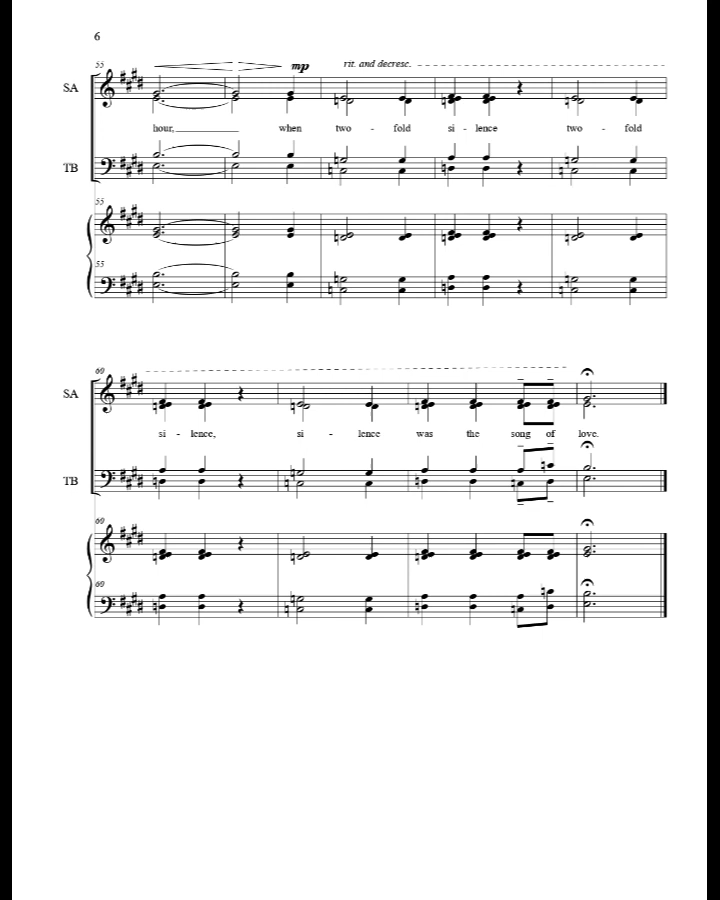 6
55
mp
rit. and decresc.
SA
hour, when two - fold si - lence two - fold
TB
55
55
60
SA
si - lence, si - lence was the song of love.
TB
60
60